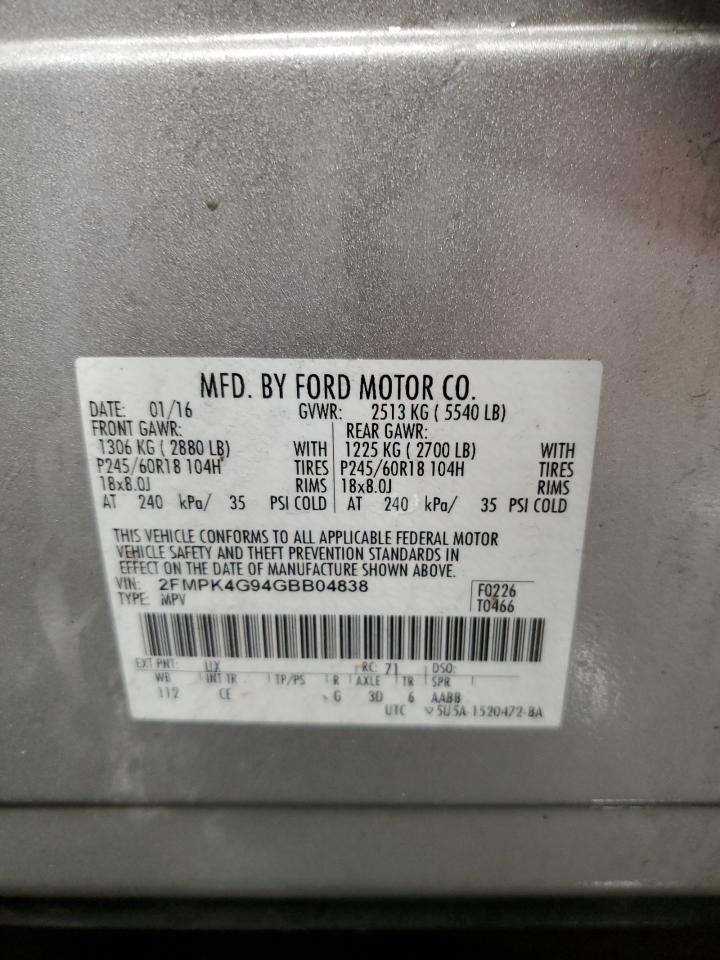 MFD. BY FORD MOTOR CO.
DATE: 01/16 GVWR: 2513 KG ( 5540 LB)
FRONT GAWR: REAR GAWR:
1306 KG ( 2880 LB) WITH 1225 KG ( 2700 LB) WITH
P245/60R18 104H TIRES P245/60R18 104H TIRES
18x8.0J RIMS 18x8.0J RIMS
AT 240 kPa/ 35 PSI COLD AT 240 kPa/ 35 PSI COLD
THIS VEHICLE CONFORMS TO ALL APPLICABLE FEDERAL MOTOR
VEHICLE SAFETY AND THEFT PREVENTION STANDARDS IN
EFFECT ON THE DATE OF MANUFACTURE SHOWN ABOVE.
VIN: 2FMPK4G94GBB04838 F0226
TYPE: MPV T0466
EXT PNT: UX RC: 71 DSO:
WB INT TR TP/PS R AXLE TR SPR
112 CE G 3D 6 AABB
UTC ▽5U5A-1520472-BA